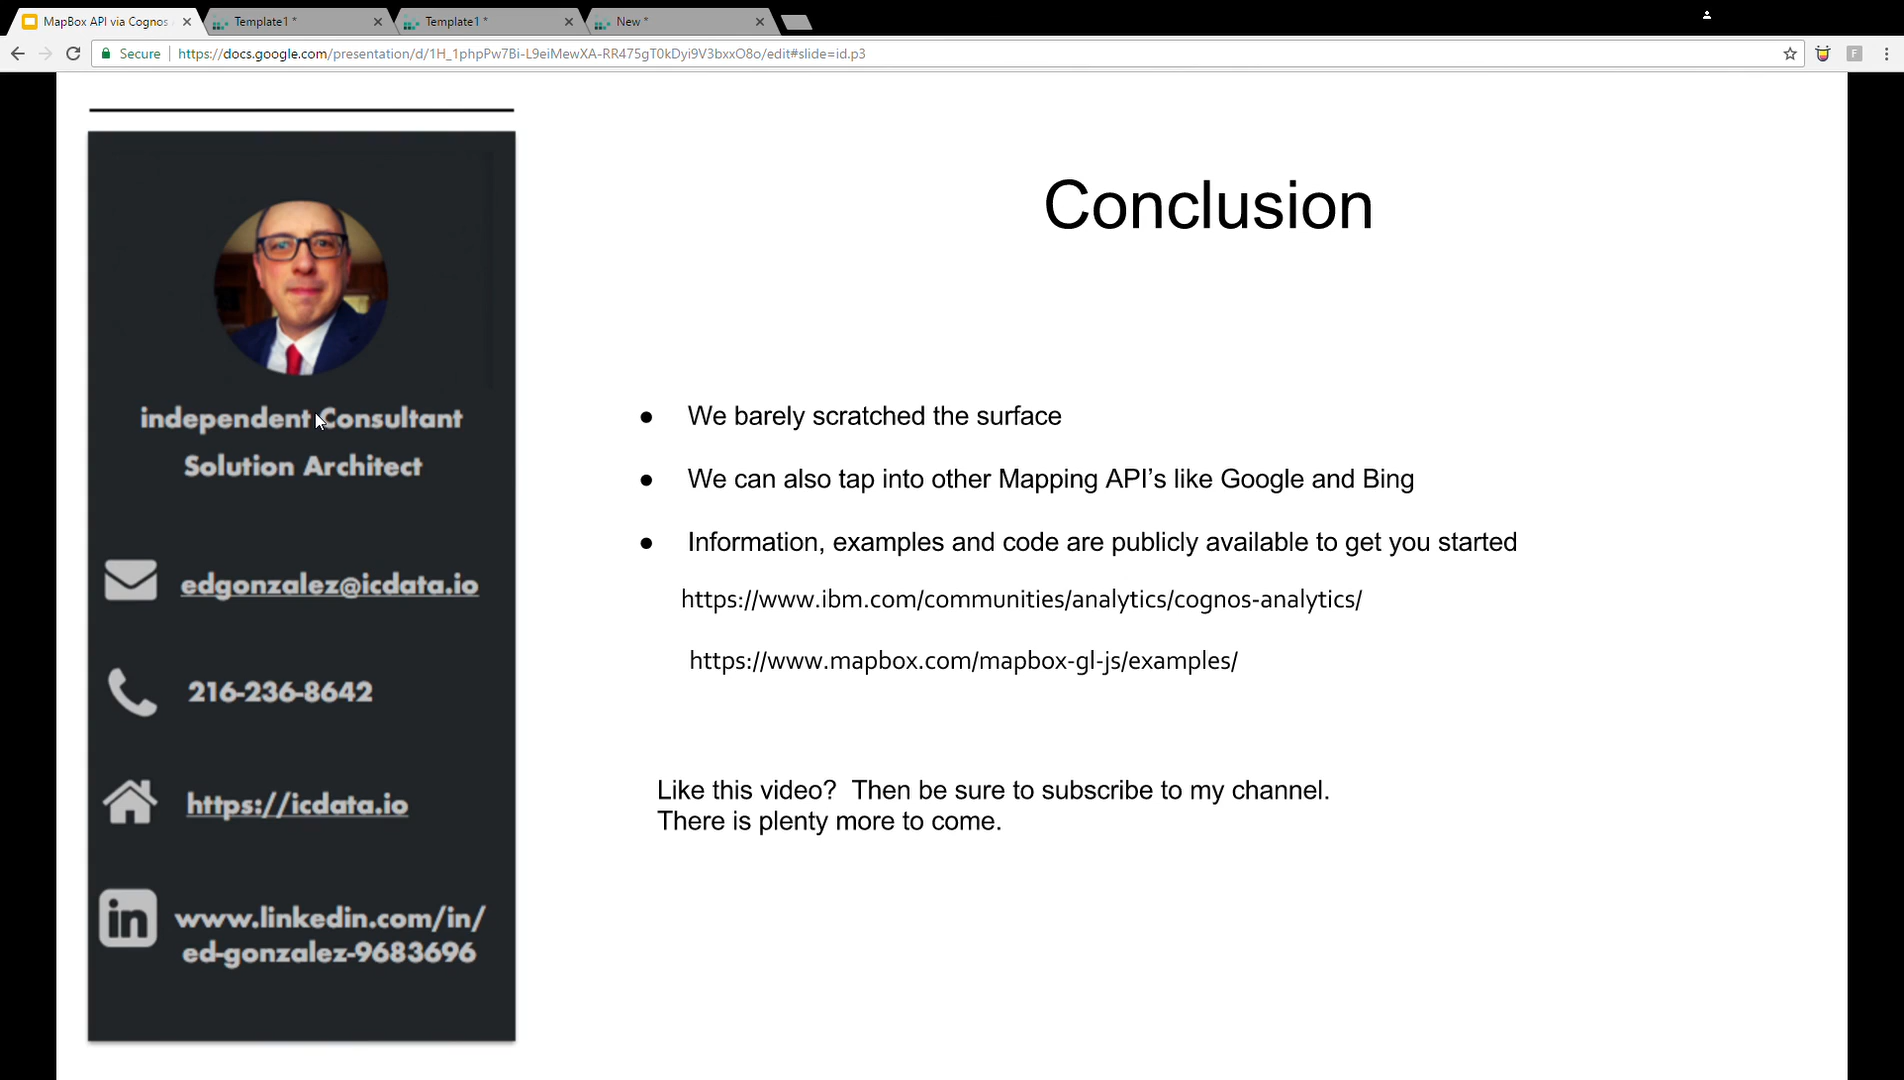 MapBox API via Cognos
Template1 *
Template1 *
New *
Secure
https://docs.google.com/presentation/d/1H_1phpPw7Bi-L9eiMewXA-RR475gT0kDyi9V3bxxO8o/edit#slide=id.p3
F
independent Consultant
Solution Architect
edgonzalez@icdata.io
216-236-8642
https://icdata.io
in
www.linkedin.com/in/
ed-gonzalez-9683696
Conclusion
● We barely scratched the surface
● We can also tap into other Mapping API’s like Google and Bing
● Information, examples and code are publicly available to get you started
https://www.ibm.com/communities/analytics/cognos-analytics/
https://www.mapbox.com/mapbox-gl-js/examples/
Like this video?  Then be sure to subscribe to my channel.
There is plenty more to come.